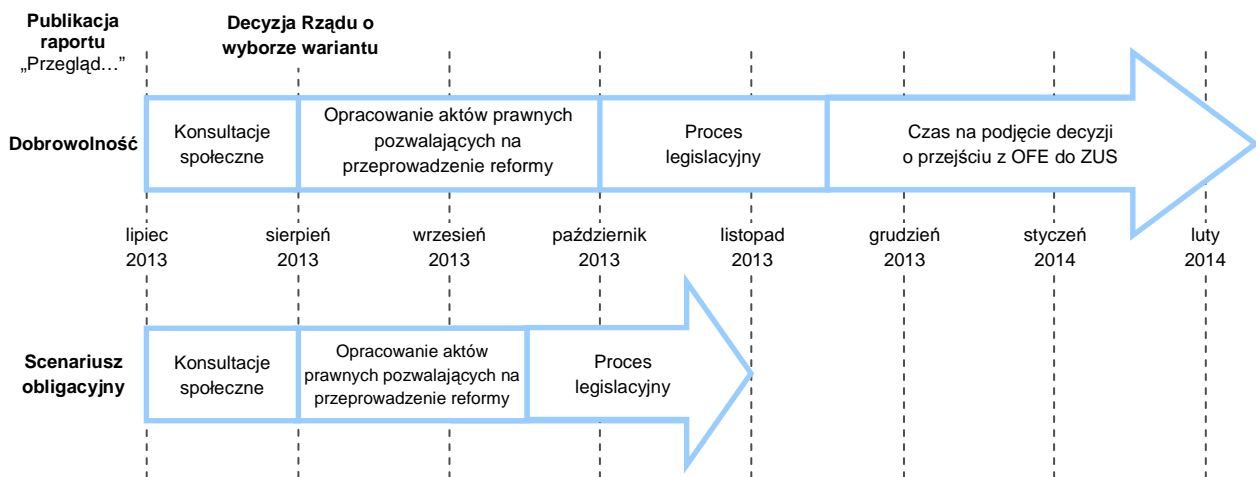 Publikacja
raportu
„Przegląd…”
Decyzja Rządu o
wyborze wariantu
Dobrowolność
Konsultacje
społeczne
Opracowanie aktów prawnych
pozwalających na
przeprowadzenie reformy
Proces
legislacyjny
Czas na podjęcie decyzji
o przejściu z OFE do ZUS
lipiec
2013
sierpień
2013
wrzesień
2013
październik
2013
listopad
2013
grudzień
2013
styczeń
2014
luty
2014
Scenariusz
obligacyjny
Konsultacje
społeczne
Opracowanie aktów
prawnych pozwalających na
przeprowadzenie reformy
Proces
legislacyjny